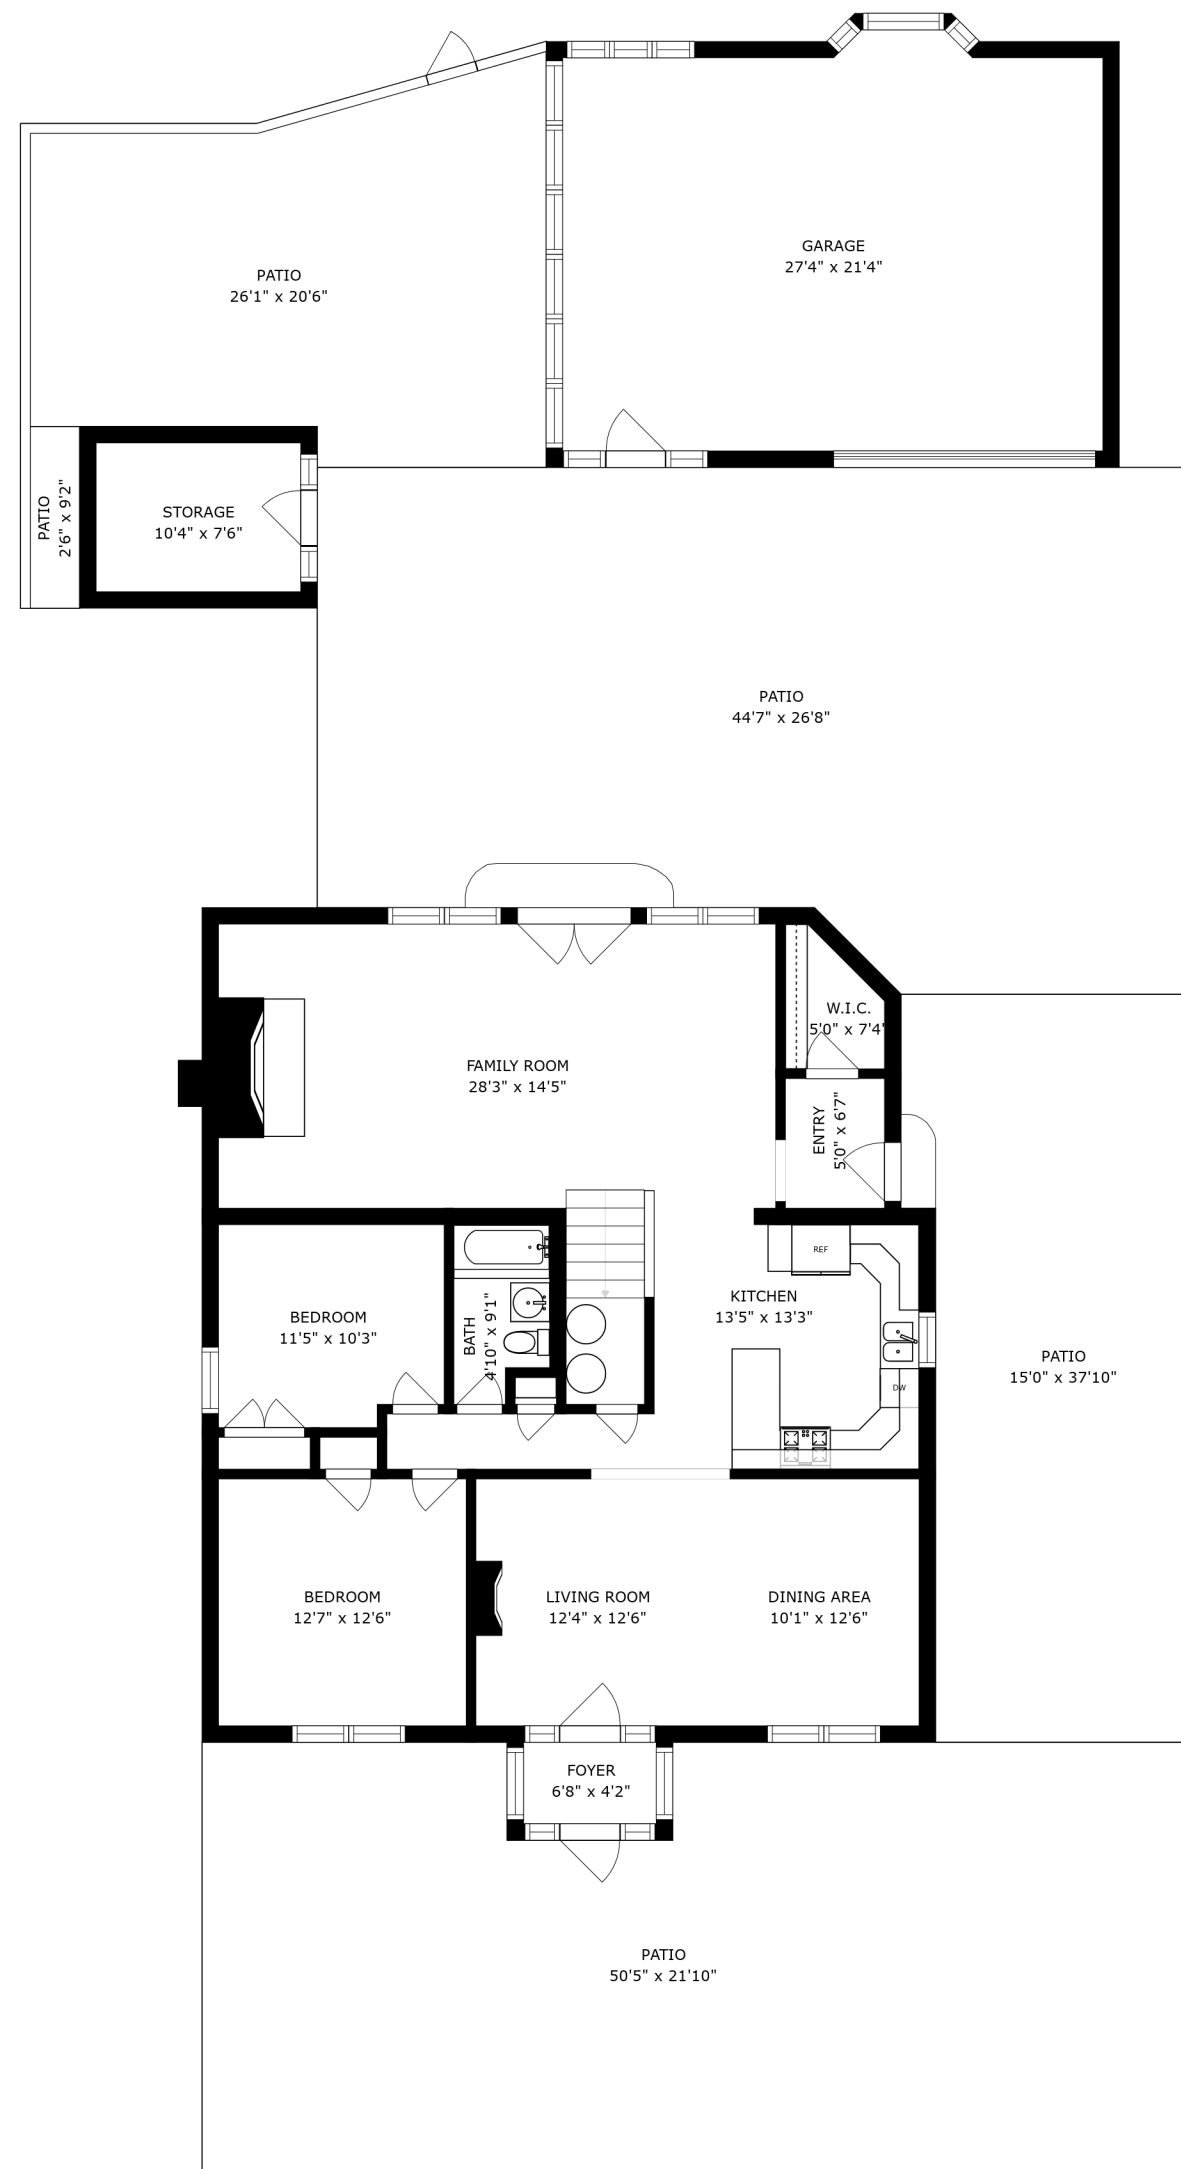 GARAGE
27'4" x 21'4"
PATIO
26'1" x 20'6"
PATIO
2'6" x 9'2"
STORAGE
10'4" x 7'6"
PATIO
44'7" x 26'8"
W.I.C.
5'0" x 7'4"
FAMILY ROOM
28'3" x 14'5"
ENTRY
5'0" x 6'7"
REF
KITCHEN
13'5" x 13'3"
BEDROOM
11'5" x 10'3"
BATH
4'10" x 9'1"
PATIO
15'0" x 37'10"
DW
BEDROOM
12'7" x 12'6"
LIVING ROOM
12'4" x 12'6"
DINING AREA
10'1" x 12'6"
FOYER
6'8" x 4'2"
PATIO
50'5" x 21'10"